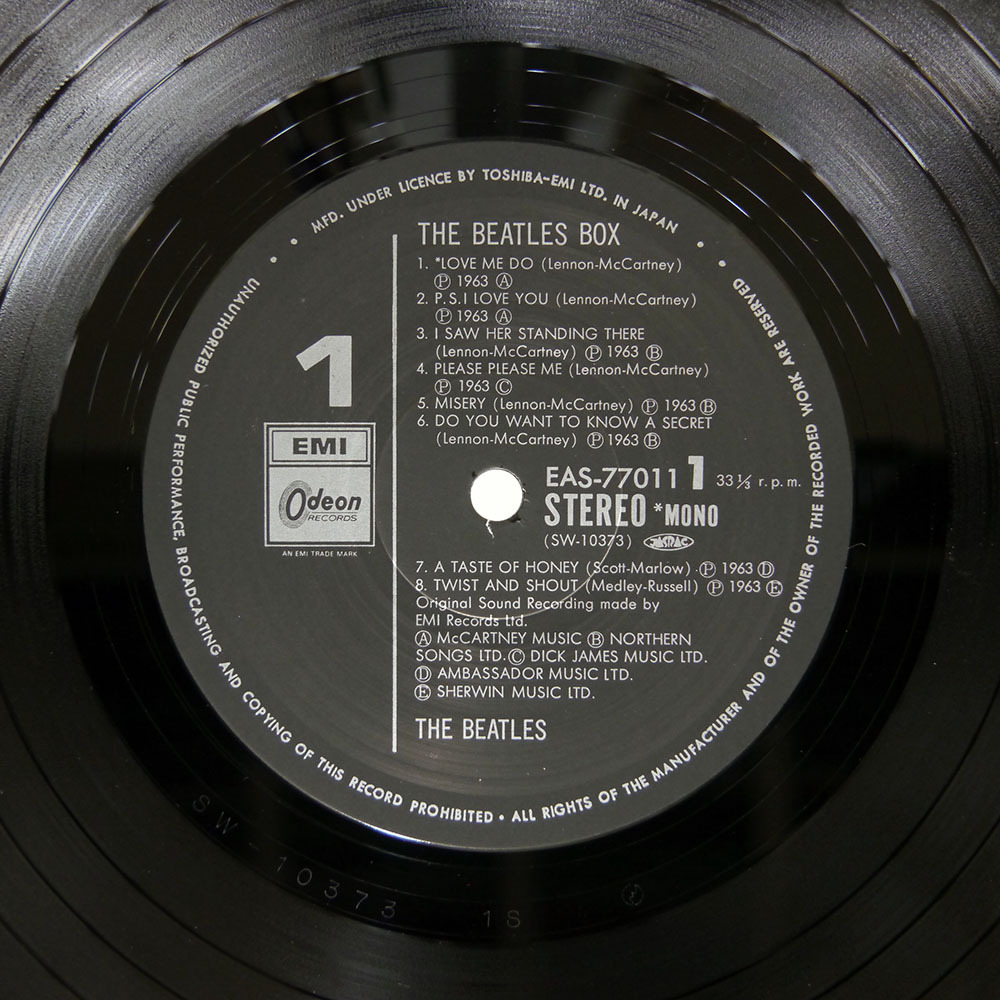 MFD. UNDER LICENCE BY TOSHIBA-EMI LTD. IN JAPAN
THE BEATLES BOX
1. *LOVE ME DO (Lennon-McCartney)
Ⓟ 1963 Ⓐ
2. P.S.I LOVE YOU (Lennon-McCartney)
Ⓟ 1963 Ⓐ
3. I SAW HER STANDING THERE
(Lennon-McCartney) Ⓟ 1963 Ⓑ
4. PLEASE PLEASE ME (Lennon-McCartney)
Ⓟ 1963 Ⓒ
5. MISERY (Lennon-McCartney) Ⓟ 1963 Ⓑ
6. DO YOU WANT TO KNOW A SECRET
(Lennon-McCartney) Ⓟ 1963 Ⓑ
1
EMI
Odeon
RECORDS
AN EMI TRADE MARK
EAS-77011 1 33⅓ r.p.m.
STEREO *MONO
(SW-10373) JASRAC
7. A TASTE OF HONEY (Scott-Marlow) · Ⓟ 1963 Ⓓ
8. TWIST AND SHOUT (Medley-Russell) Ⓟ 1963 Ⓔ
Original Sound Recording made by
EMI Records Ltd.
Ⓐ McCARTNEY MUSIC Ⓑ NORTHERN
SONGS LTD. Ⓒ DICK JAMES MUSIC LTD.
Ⓓ AMBASSADOR MUSIC LTD.
Ⓔ SHERWIN MUSIC LTD.
THE BEATLES
UNAUTHORIZED PUBLIC PERFORMANCE, BROADCASTING AND COPYING OF THIS RECORD PROHIBITED • ALL RIGHTS OF THE MANUFACTURER AND OF THE OWNER OF THE RECORDED WORK ARE RESERVED
SW-10373 1S